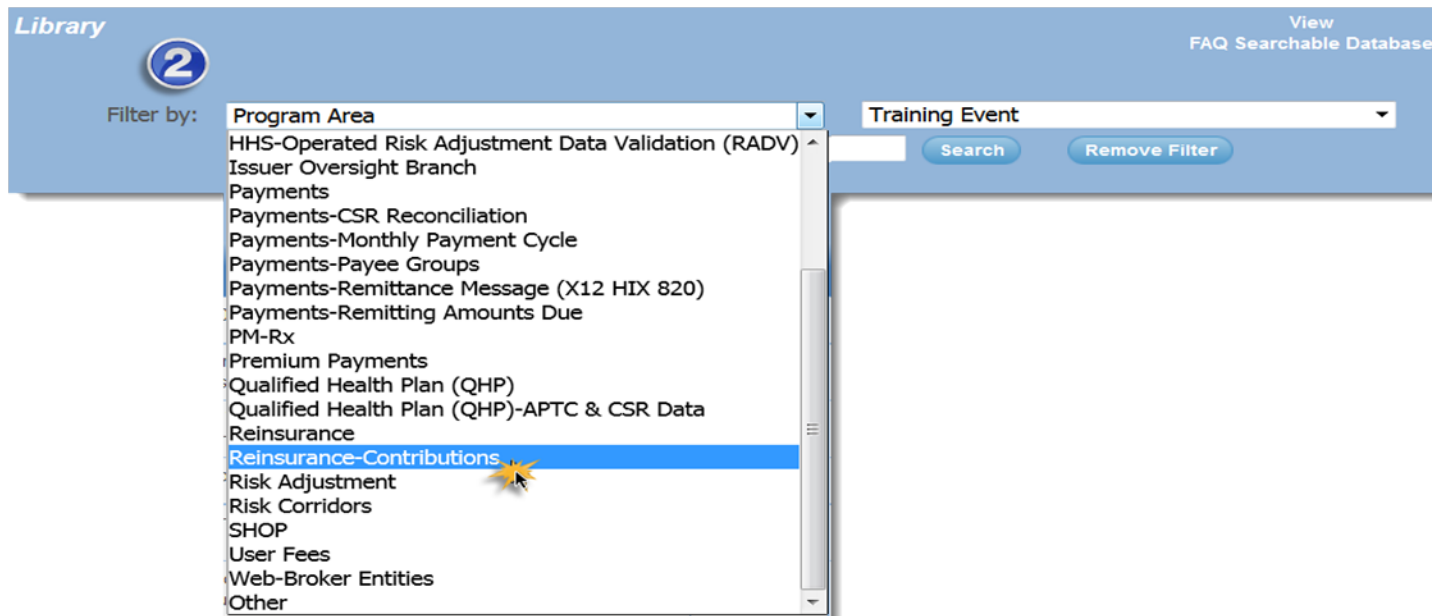 Library
View
FAQ Searchable Database
2
Filter by:
Program Area
Training Event
Search
Remove Filter
HHS-Operated Risk Adjustment Data Validation (RADV)
Issuer Oversight Branch
Payments
Payments-CSR Reconciliation
Payments-Monthly Payment Cycle
Payments-Payee Groups
Payments-Remittance Message (X12 HIX 820)
Payments-Remitting Amounts Due
PM-Rx
Premium Payments
Qualified Health Plan (QHP)
Qualified Health Plan (QHP)-APTC & CSR Data
Reinsurance
Reinsurance-Contributions
Risk Adjustment
Risk Corridors
SHOP
User Fees
Web-Broker Entities
Other